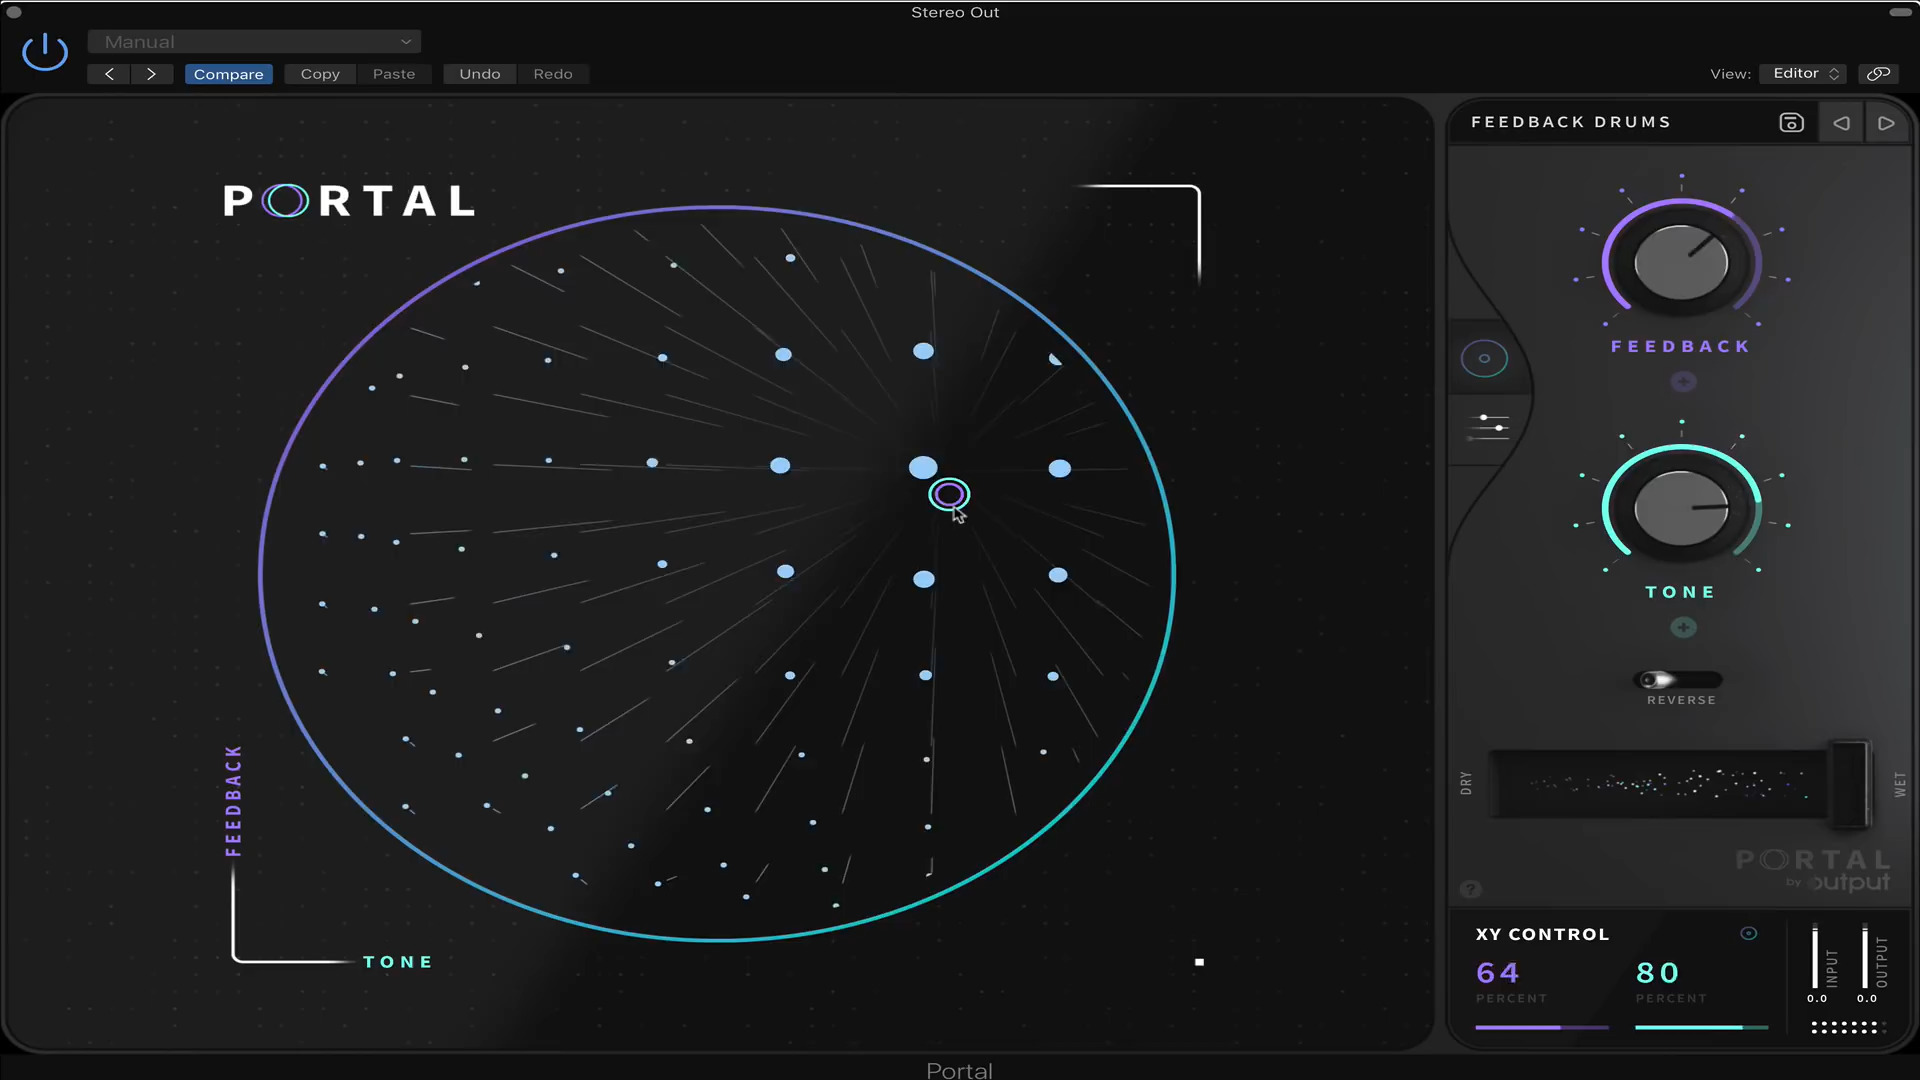 Stereo Out
Manual
Compare Copy Paste Undo Redo
View: Editor
PORTAL
FEEDBACK
TONE
FEEDBACK DRUMS
FEEDBACK
TONE
REVERSE
DRY
WET
PORTAL
by output
?
XY CONTROL
64 80
PERCENT PERCENT
INPUT OUTPUT
0.0 0.0
Portal